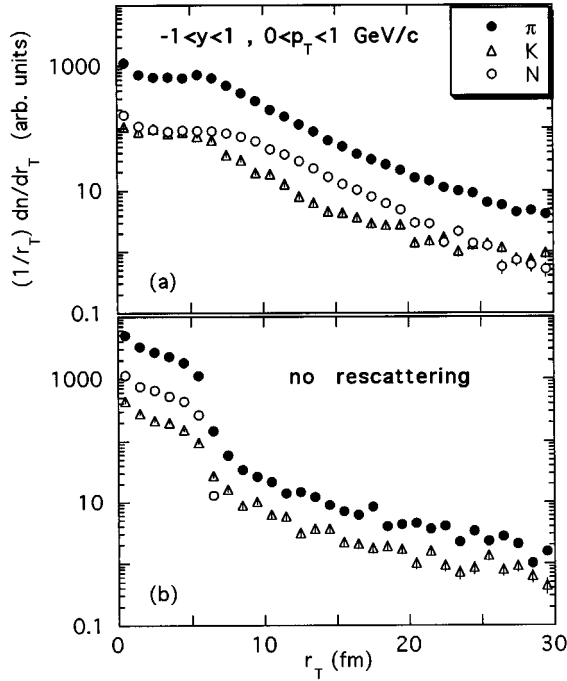 -1<y<1 , 0<p_T<1 GeV/c
π
K
N
(1/r_T) dn/dr_T (arb. units)
1000
10
0.1
(a)
no rescattering
1000
10
0.1
(b)
0
10
20
30
r_T (fm)